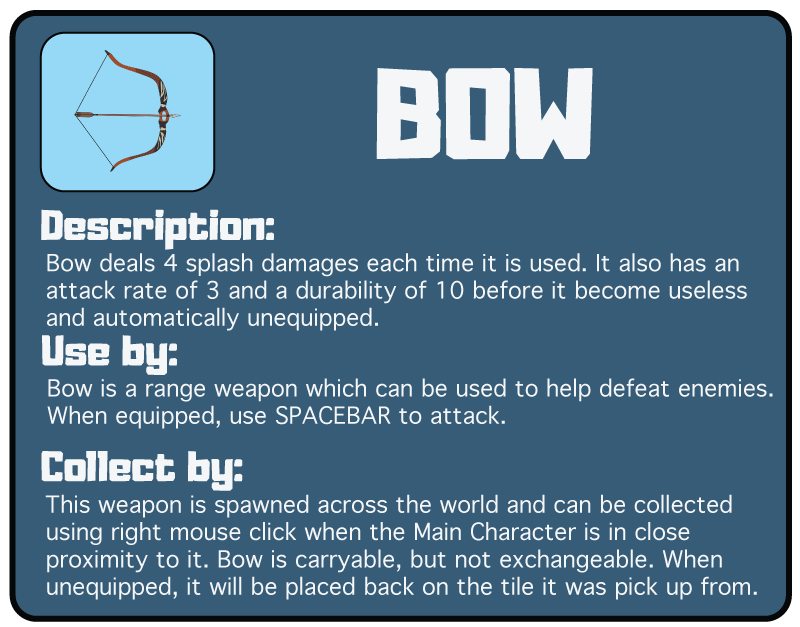 BOW
Description:
Bow deals 4 splash damages each time it is used. It also has an
attack rate of 3 and a durability of 10 before it become useless
and automatically unequipped.
Use by:
Bow is a range weapon which can be used to help defeat enemies.
When equipped, use SPACEBAR to attack.
Collect by:
This weapon is spawned across the world and can be collected
using right mouse click when the Main Character is in close
proximity to it. Bow is carryable, but not exchangeable. When
unequipped, it will be placed back on the tile it was pick up from.